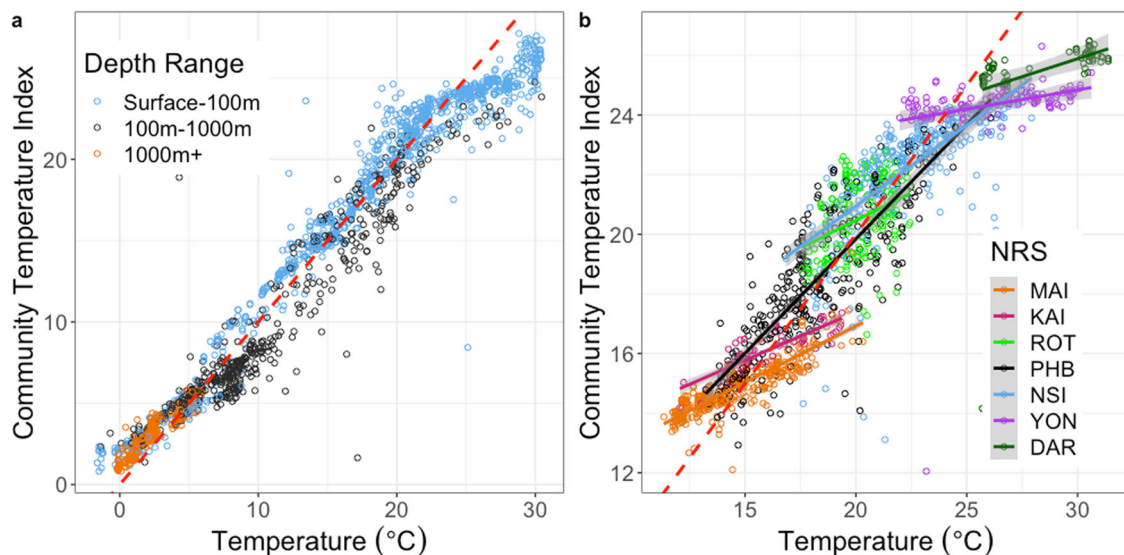 a
Depth Range
Surface-100m
100m-1000m
1000m+
Community Temperature Index
20
10
0
0
10
20
30
Temperature (°C)
b
Community Temperature Index
24
20
16
12
NRS
MAI
KAI
ROT
PHB
NSI
YON
DAR
15
20
25
30
Temperature (°C)